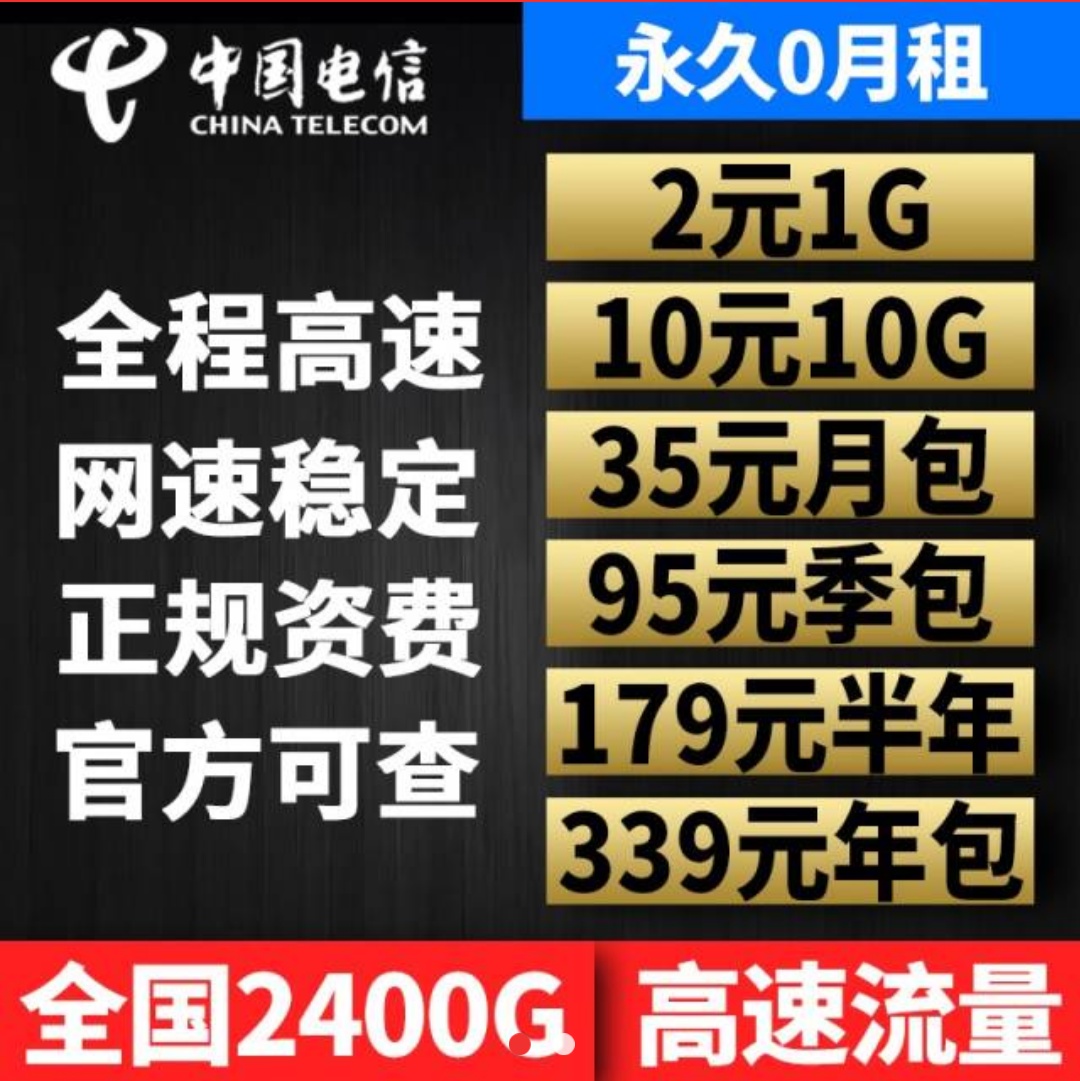 中国电信
CHINA TELECOM
永久0月租
全程高速
网速稳定
正规资费
官方可查
2元1G
10元10G
35元月包
95元季包
179元半年
339元年包
全国2400G
高速流量